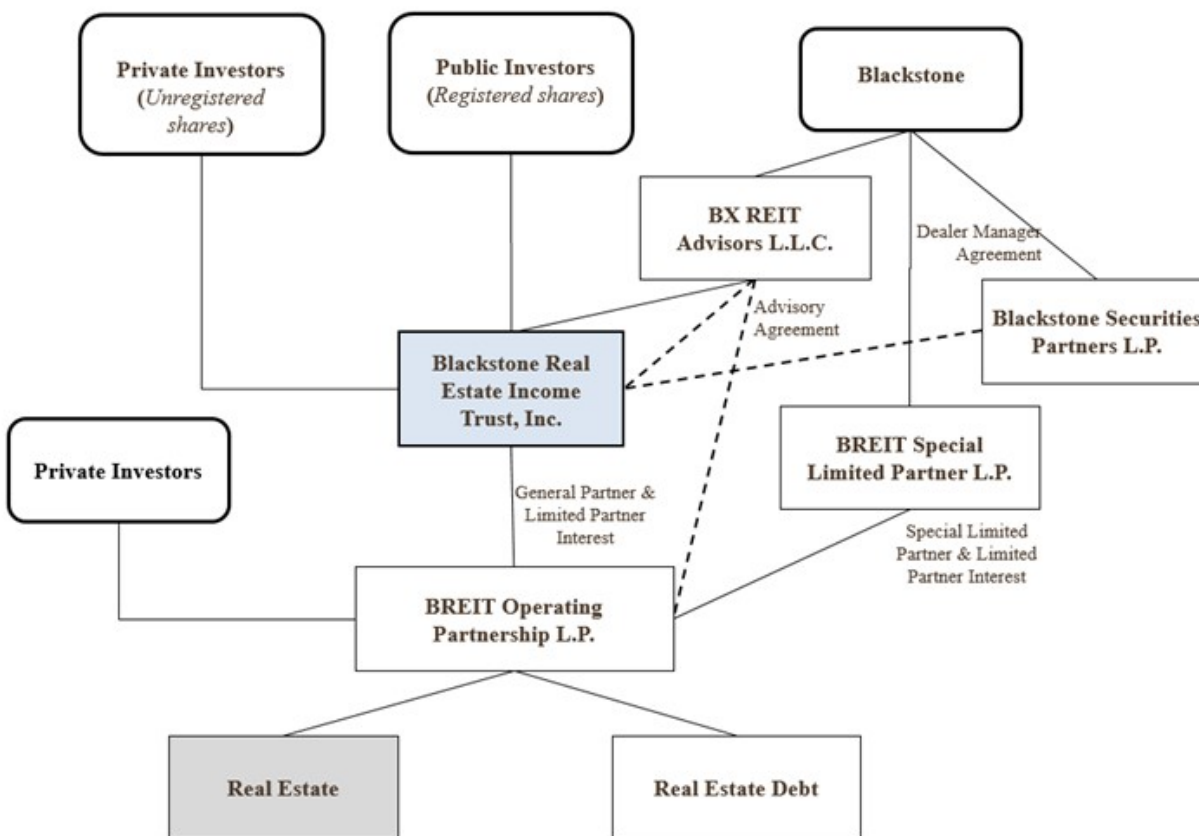 Private Investors
(Unregistered
shares)
Public Investors
(Registered shares)
Blackstone
BX REIT
Advisors L.L.C.
Dealer Manager
Agreement
Advisory
Agreement
Blackstone Securities
Partners L.P.
Blackstone Real
Estate Income
Trust, Inc.
Private Investors
BREIT Special
Limited Partner L.P.
General Partner &
Limited Partner
Interest
Special Limited
Partner & Limited
Partner Interest
BREIT Operating
Partnership L.P.
Real Estate
Real Estate Debt